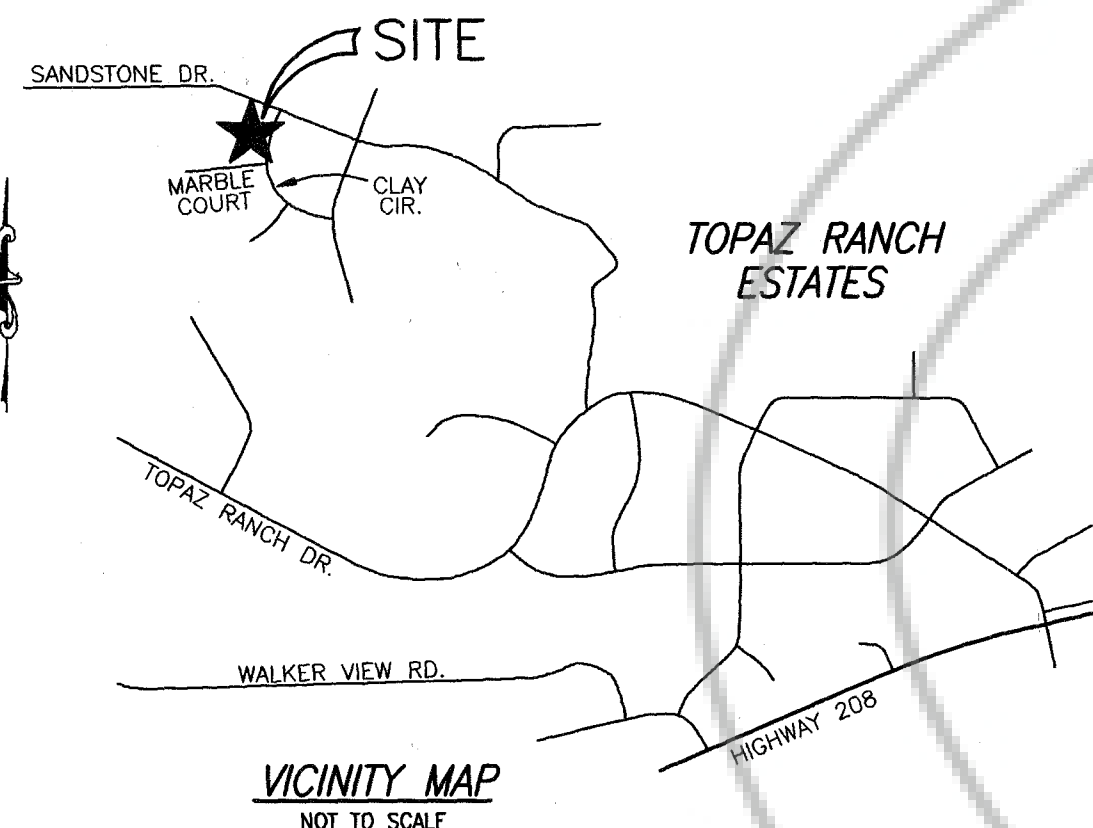 SITE
SANDSTONE DR.
MARBLE
COURT
CLAY
CIR.
TOPAZ RANCH
ESTATES
TOPAZ RANCH DR.
WALKER VIEW RD.
HIGHWAY 208
VICINITY MAP
NOT TO SCALE